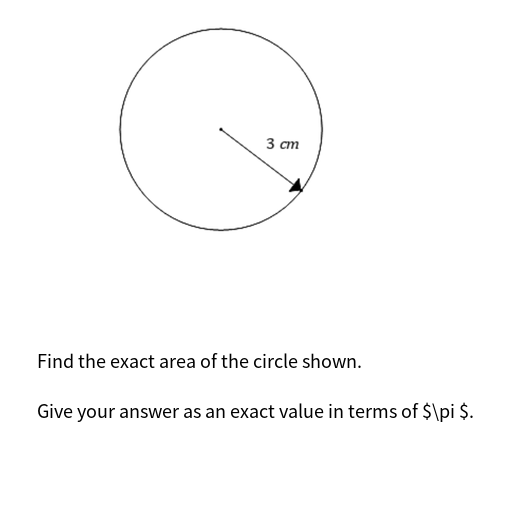 3 cm
Find the exact area of the circle shown.
Give your answer as an exact value in terms of $\pi $.